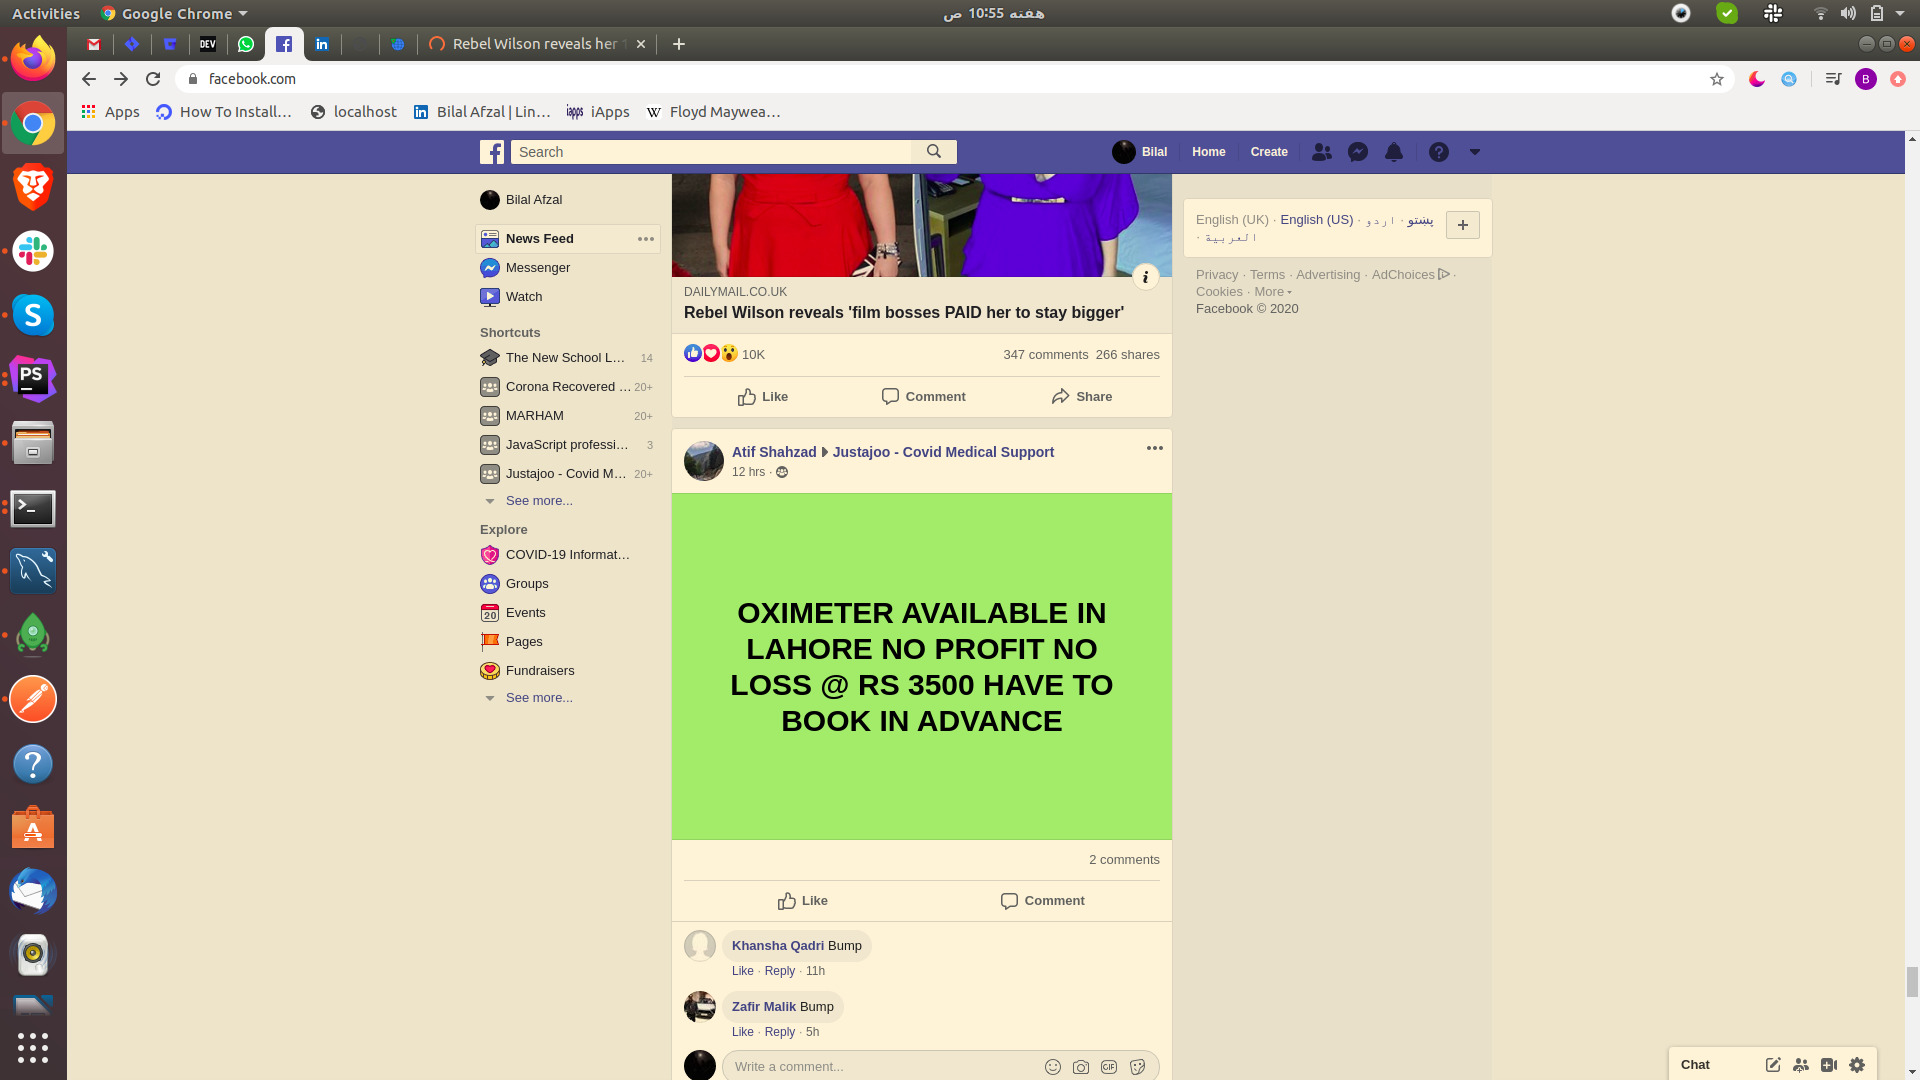 Activities
Google Chrome
هفته 10:55 ص
Rebel Wilson reveals her
facebook.com
B
Apps
How To Install…
localhost
Bilal Afzal | Lin…
iApps
Floyd Maywea…
Search
Bilal
Home
Create
Bilal Afzal
News Feed
Messenger
Watch
Shortcuts
The New School L... 14
Corona Recovered ... 20+
MARHAM 20+
JavaScript professi... 3
Justajoo - Covid M... 20+
See more...
Explore
COVID-19 Informat...
Groups
Events
Pages
Fundraisers
See more...
DAILYMAIL.CO.UK
Rebel Wilson reveals 'film bosses PAID her to stay bigger'
10K
347 comments 266 shares
Like
Comment
Share
Atif Shahzad
Justajoo - Covid Medical Support
12 hrs ·
OXIMETER AVAILABLE IN
LAHORE NO PROFIT NO
LOSS @ RS 3500 HAVE TO
BOOK IN ADVANCE
2 comments
Like
Comment
Khansha Qadri Bump
Like · Reply · 11h
Zafir Malik Bump
Like · Reply · 5h
Write a comment...
GIF
English (UK) · English (US) · اردو · پښتو
· العربية
Privacy · Terms · Advertising · AdChoices ·
Cookies · More
Facebook © 2020
Chat
DEV
PS
20